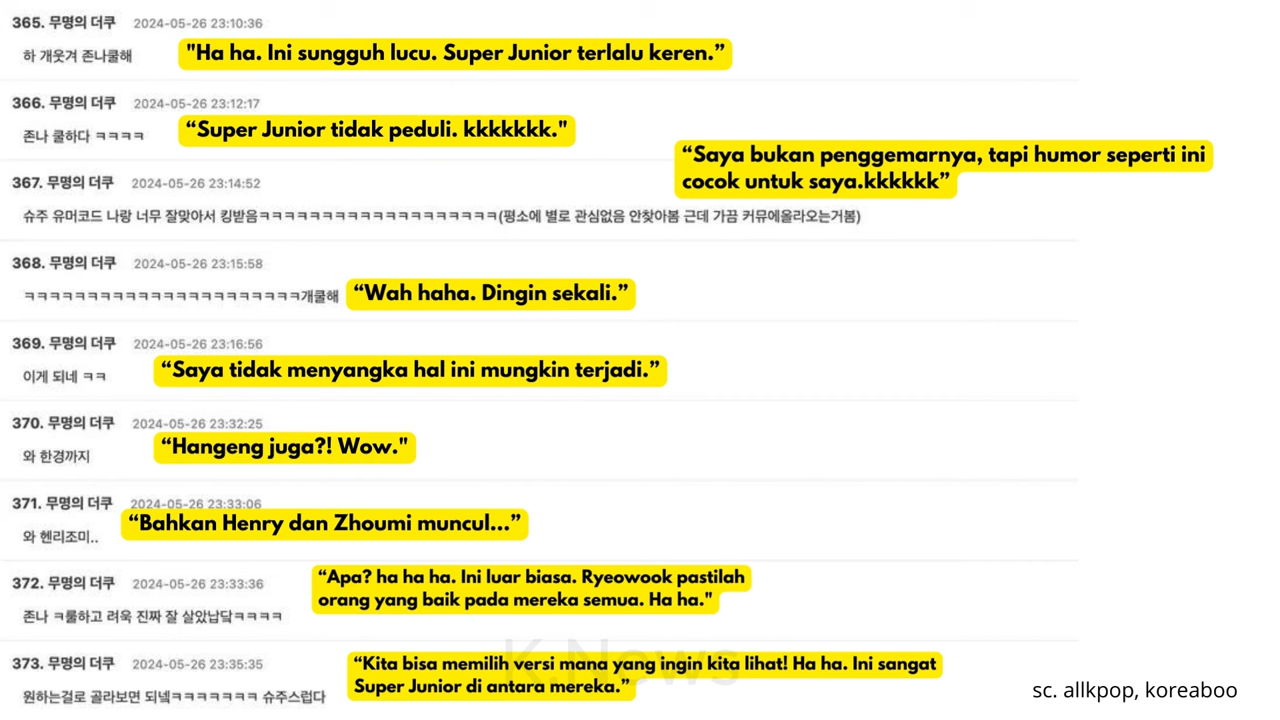 365. 무명의 더쿠 2024-05-26 23:10:36
하 개웃겨 존나쿨해
"Ha ha. Ini sungguh lucu. Super Junior terlalu keren.”
366. 무명의 더쿠 2024-05-26 23:12:17
존나 쿨하다 ㅋㅋㅋㅋ
“Super Junior tidak peduli. kkkkkkk."
“Saya bukan penggemarnya, tapi humor seperti ini
cocok untuk saya.kkkkkk”
367. 무명의 더쿠 2024-05-26 23:14:52
슈주 유머코드 나랑 너무 잘맞아서 킹받음ㅋㅋㅋㅋㅋㅋㅋㅋㅋㅋㅋㅋㅋㅋㅋㅋㅋㅋㅋ(평소에 별로 관심없음 안찾아봄 근데 가끔 커뮤에올라오는거봄)
368. 무명의 더쿠 2024-05-26 23:15:58
ㅋㅋㅋㅋㅋㅋㅋㅋㅋㅋㅋㅋㅋㅋㅋㅋㅋㅋㅋㅋㅋㅋ개쿨해
“Wah haha. Dingin sekali.”
369. 무명의 더쿠 2024-05-26 23:16:56
이게 되네 ㅋㅋ
“Saya tidak menyangka hal ini mungkin terjadi.”
370. 무명의 더쿠 2024-05-26 23:32:25
와 한경까지
“Hangeng juga?! Wow."
371. 무명의 더쿠 2024-05-26 23:33:06
와 헨리조미..
“Bahkan Henry dan Zhoumi muncul...”
372. 무명의 더쿠 2024-05-26 23:33:36
존나 ㅋ룰하고 려욱 진짜 잘 살았납닼ㅋㅋㅋㅋ
“Apa? ha ha ha. Ini luar biasa. Ryeowook pastilah
orang yang baik pada mereka semua. Ha ha."
373. 무명의 더쿠 2024-05-26 23:35:35
원하는걸로 골라보면 되넼ㅋㅋㅋㅋㅋㅋㅋ 슈주스럽다
“Kita bisa memilih versi mana yang ingin kita lihat! Ha ha. Ini sangat
Super Junior di antara mereka.”
K.News
sc. allkpop, koreaboo